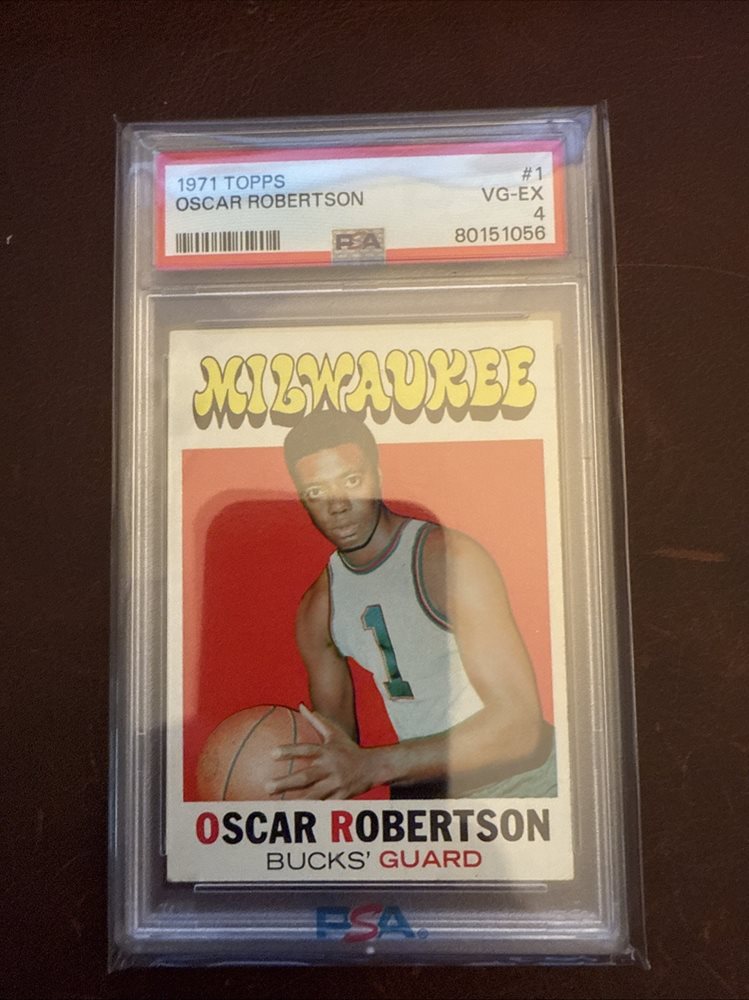 1971 TOPPS #1
OSCAR ROBERTSON VG-EX
4
PSA 80151056
MILWAUKEE
1
OSCAR ROBERTSON
BUCKS' GUARD
PSA®